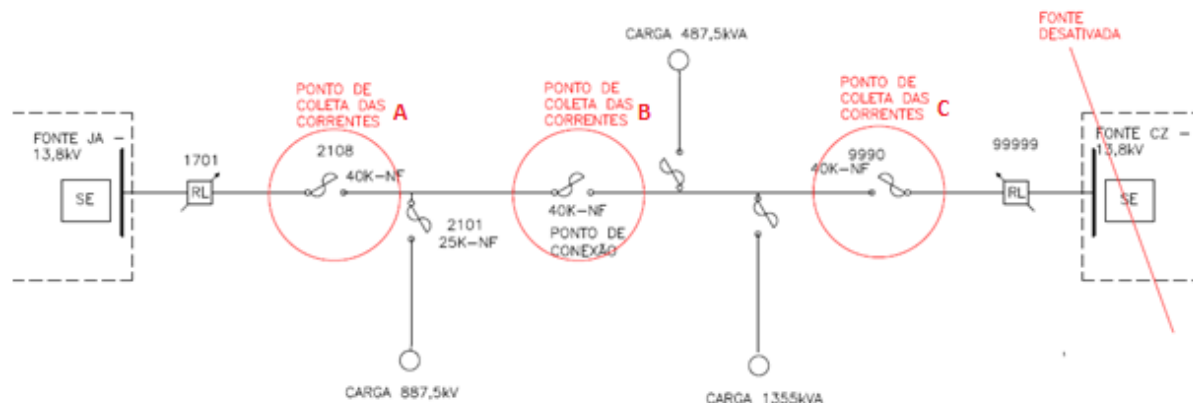 FONTE
DESATIVADA
CARGA 487,5kVA
PONTO DE
COLETA DAS
CORRENTES
A
PONTO DE
COLETA DAS
CORRENTES
B
PONTO DE
COLETA DAS
CORRENTES
C
FONTE JA -
13,8kV
SE
1701
RL
2108
40K-NF
2101
25K-NF
40K-NF
PONTO DE
CONEXÃO
9990
40K-NF
99999
RL
FONTE CZ -
13,8kV
SE
CARGA 887,5kV
CARGA 1355kVA